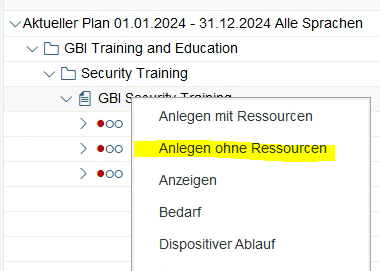 Aktueller Plan 01.01.2024 - 31.12.2024 Alle Sprachen
GBI Training and Education
Security Training
GBI Security Training
Anlegen mit Ressourcen
Anlegen ohne Ressourcen
Anzeigen
Bedarf
Dispositiver Ablauf